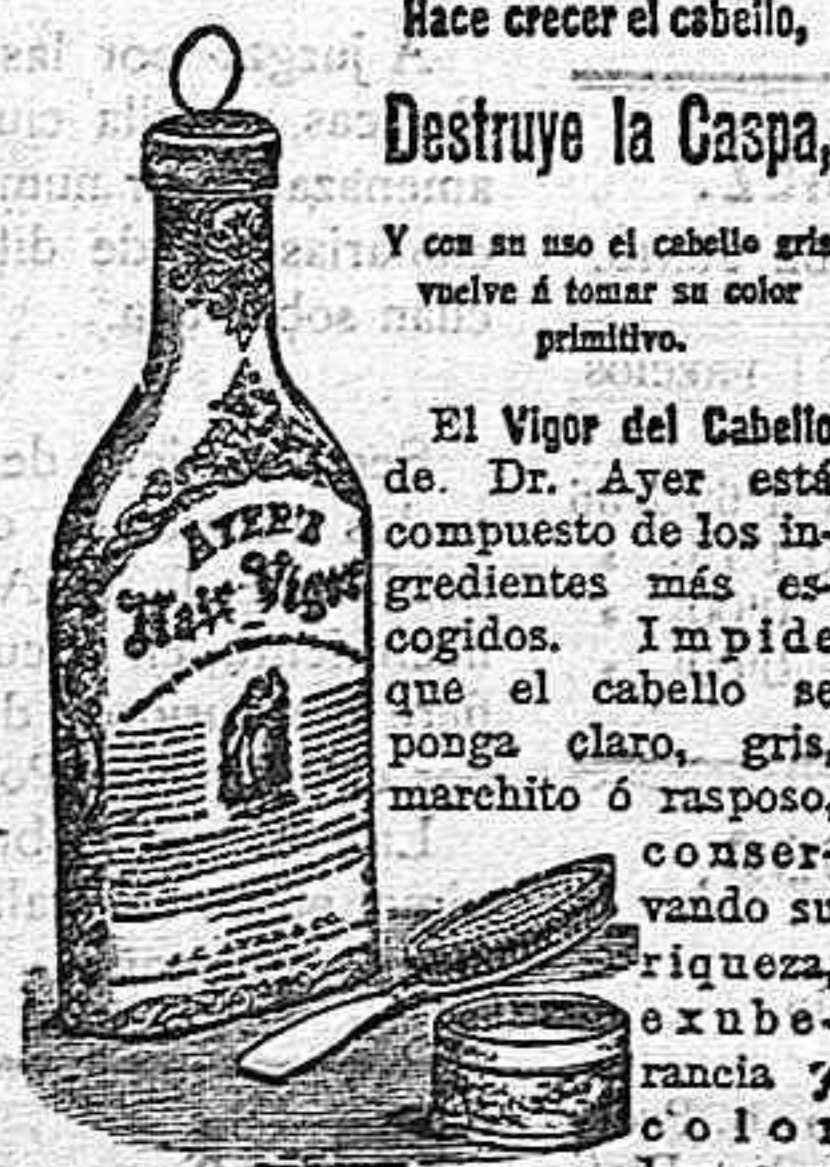 Hace crecer el cabello,
Destruye la Caspa,
Y con su uso el cabello gris
vuelve á tomar su color
primitivo.
El Vigor del Cabello
de. Dr. Ayer está
compuesto de los in-
gredientes más es-
cogidos. Impide
que el cabello se
ponga claro, gris,
marchito ó rasposo,
conser-
vando su
riqueza,
exube-
rancia y
color
AYER'S
Hair Vigor